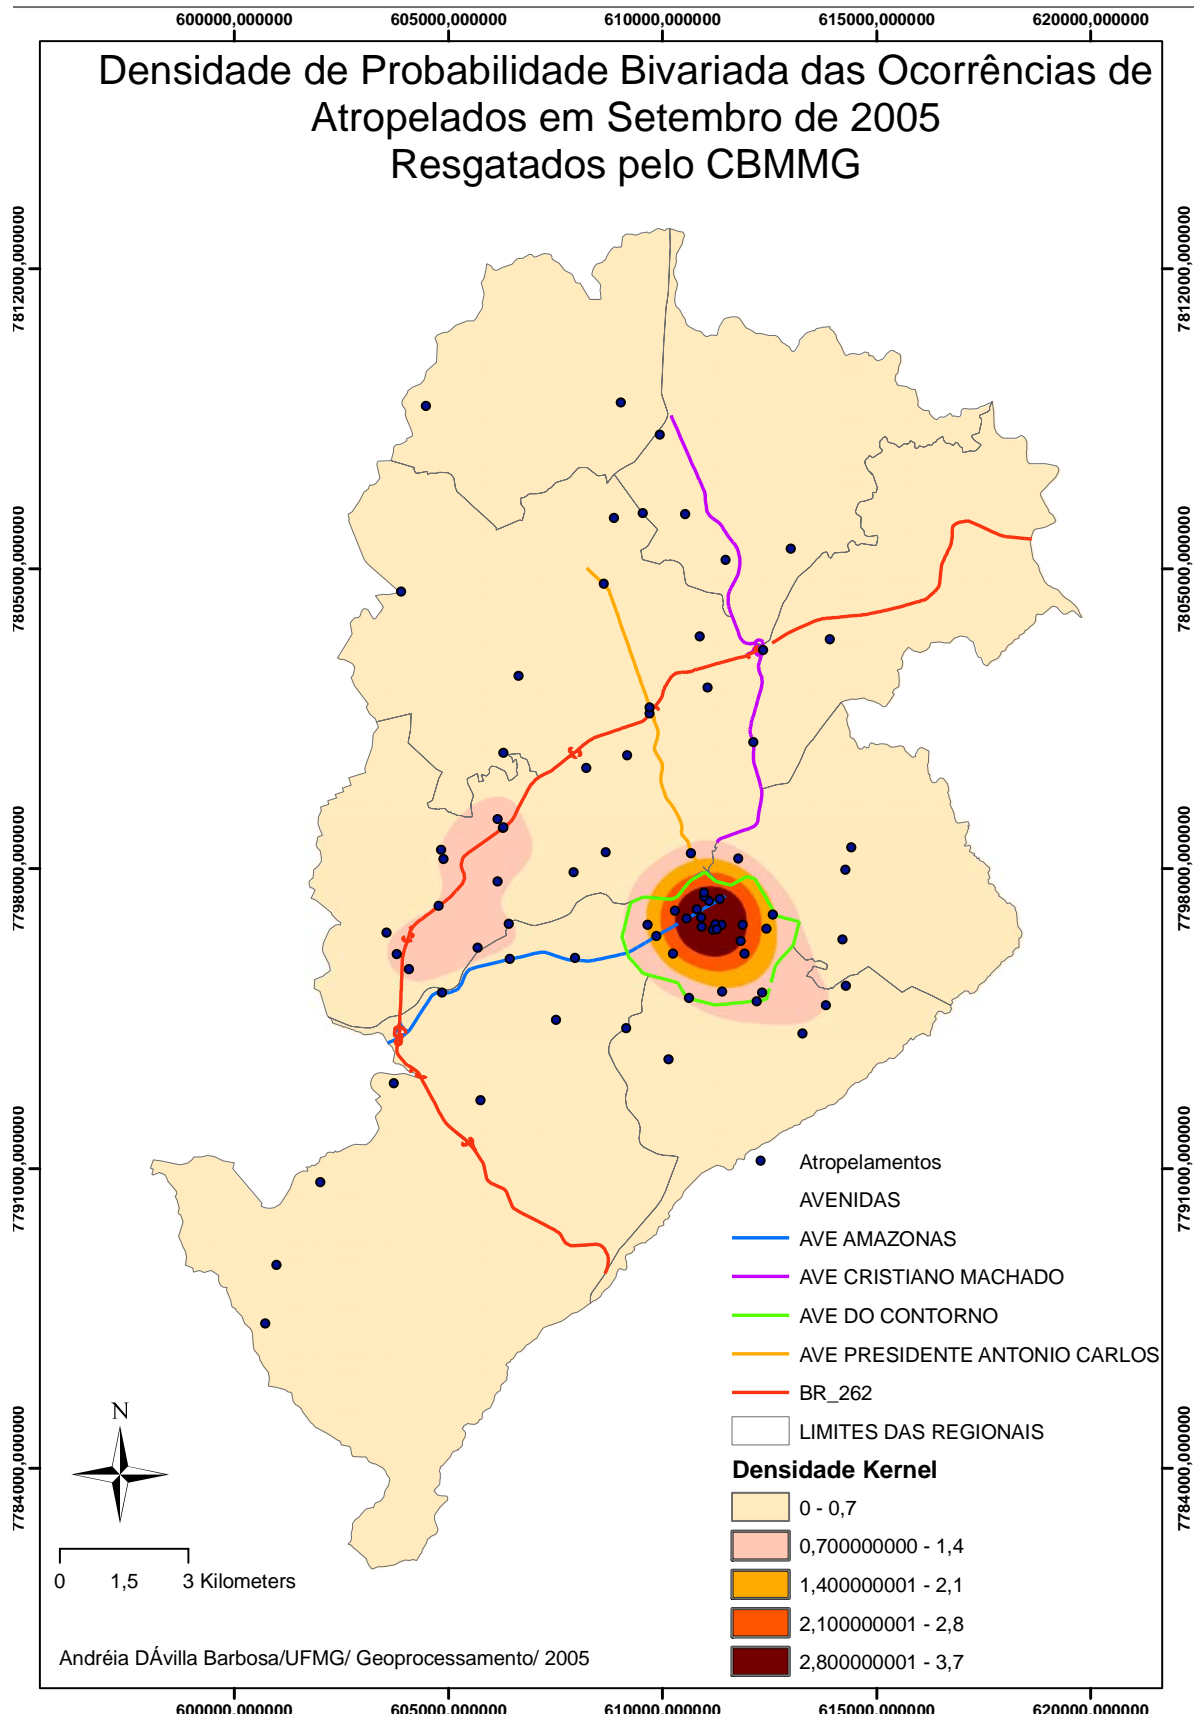 600000,000000 605000,000000 610000,000000 615000,000000 620000,000000
Densidade de Probabilidade Bivariada das Ocorrências de
Atropelados em Setembro de 2005
Resgatados pelo CBMMG
7812000,000000 7812000,000000
7805000,000000 7805000,000000
7798000,000000 7798000,000000
7791000,000000 7791000,000000
7784000,000000 7784000,000000
Atropelamentos
AVENIDAS
AVE AMAZONAS
AVE CRISTIANO MACHADO
AVE DO CONTORNO
AVE PRESIDENTE ANTONIO CARLOS
BR_262
LIMITES DAS REGIONAIS
Densidade Kernel
0 - 0,7
0,700000000 - 1,4
1,400000001 - 2,1
2,100000001 - 2,8
2,800000001 - 3,7
N
0 1,5 3 Kilometers
Andréia DÁvilla Barbosa/UFMG/ Geoprocessamento/ 2005
600000,000000 605000,000000 610000,000000 615000,000000 620000,000000